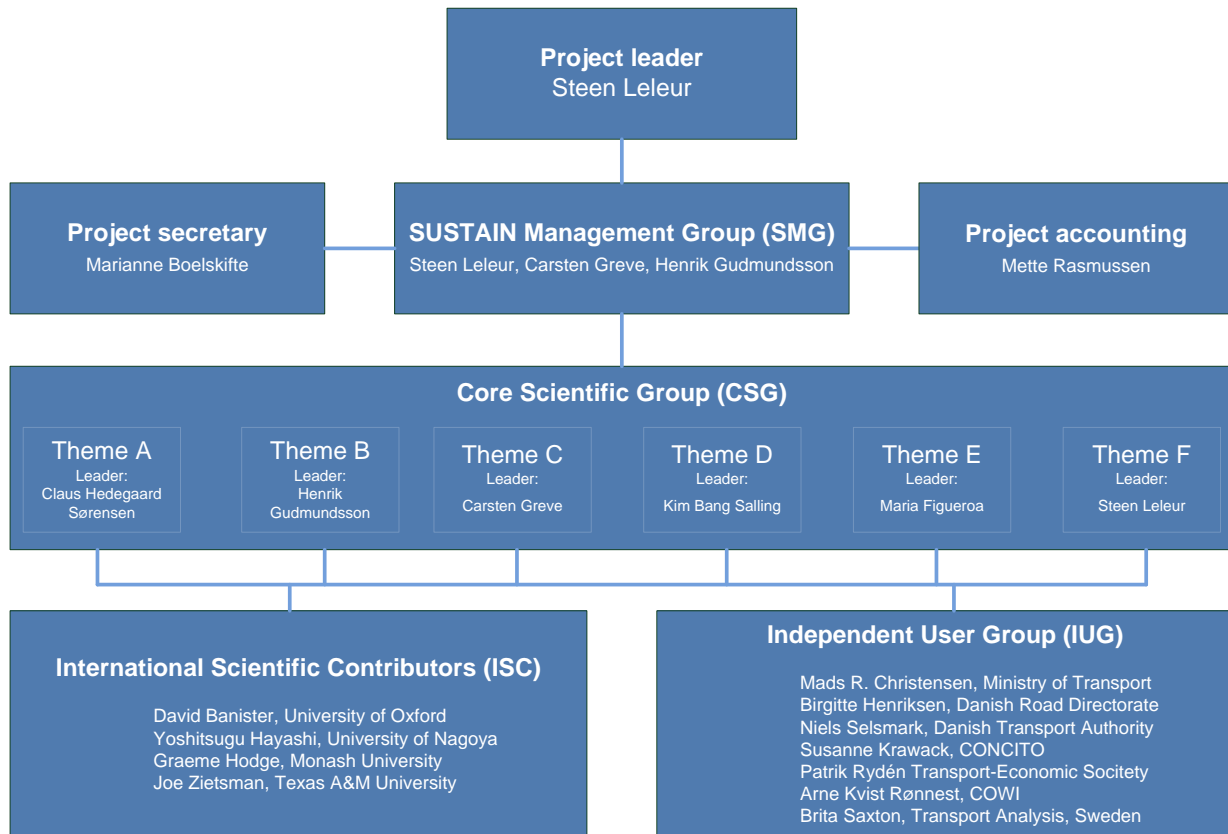 Project leader
Steen Leleur
Project secretary
Marianne Boelskifte
SUSTAIN Management Group (SMG)
Steen Leleur, Carsten Greve, Henrik Gudmundsson
Project accounting
Mette Rasmussen
Core Scientific Group (CSG)
Theme A
Leader:
Claus Hedegaard
Sørensen
Theme B
Leader:
Henrik
Gudmundsson
Theme C
Leader:
Carsten Greve
Theme D
Leader:
Kim Bang Salling
Theme E
Leader:
Maria Figueroa
Theme F
Leader:
Steen Leleur
International Scientific Contributors (ISC)
David Banister, University of Oxford
Yoshitsugu Hayashi, University of Nagoya
Graeme Hodge, Monash University
Joe Zietsman, Texas A&M University
Independent User Group (IUG)
Mads R. Christensen, Ministry of Transport
Birgitte Henriksen, Danish Road Directorate
Niels Selsmark, Danish Transport Authority
Susanne Krawack, CONCITO
Patrik Rydén Transport-Economic Socitety
Arne Kvist Rønnest, COWI
Brita Saxton, Transport Analysis, Sweden